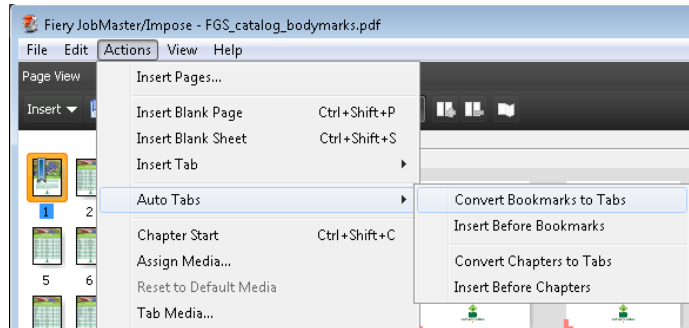 Fiery JobMaster/Impose - FGS_catalog_bodymarks.pdf
File Edit Actions View Help
Page View
Insert
Insert Pages...
Insert Blank Page Ctrl+Shift+P
Insert Blank Sheet Ctrl+Shift+S
Insert Tab
Auto Tabs
Convert Bookmarks to Tabs
Insert Before Bookmarks
Convert Chapters to Tabs
Insert Before Chapters
Chapter Start Ctrl+Shift+C
Assign Media...
Reset to Default Media
Tab Media...
1 2
5 6